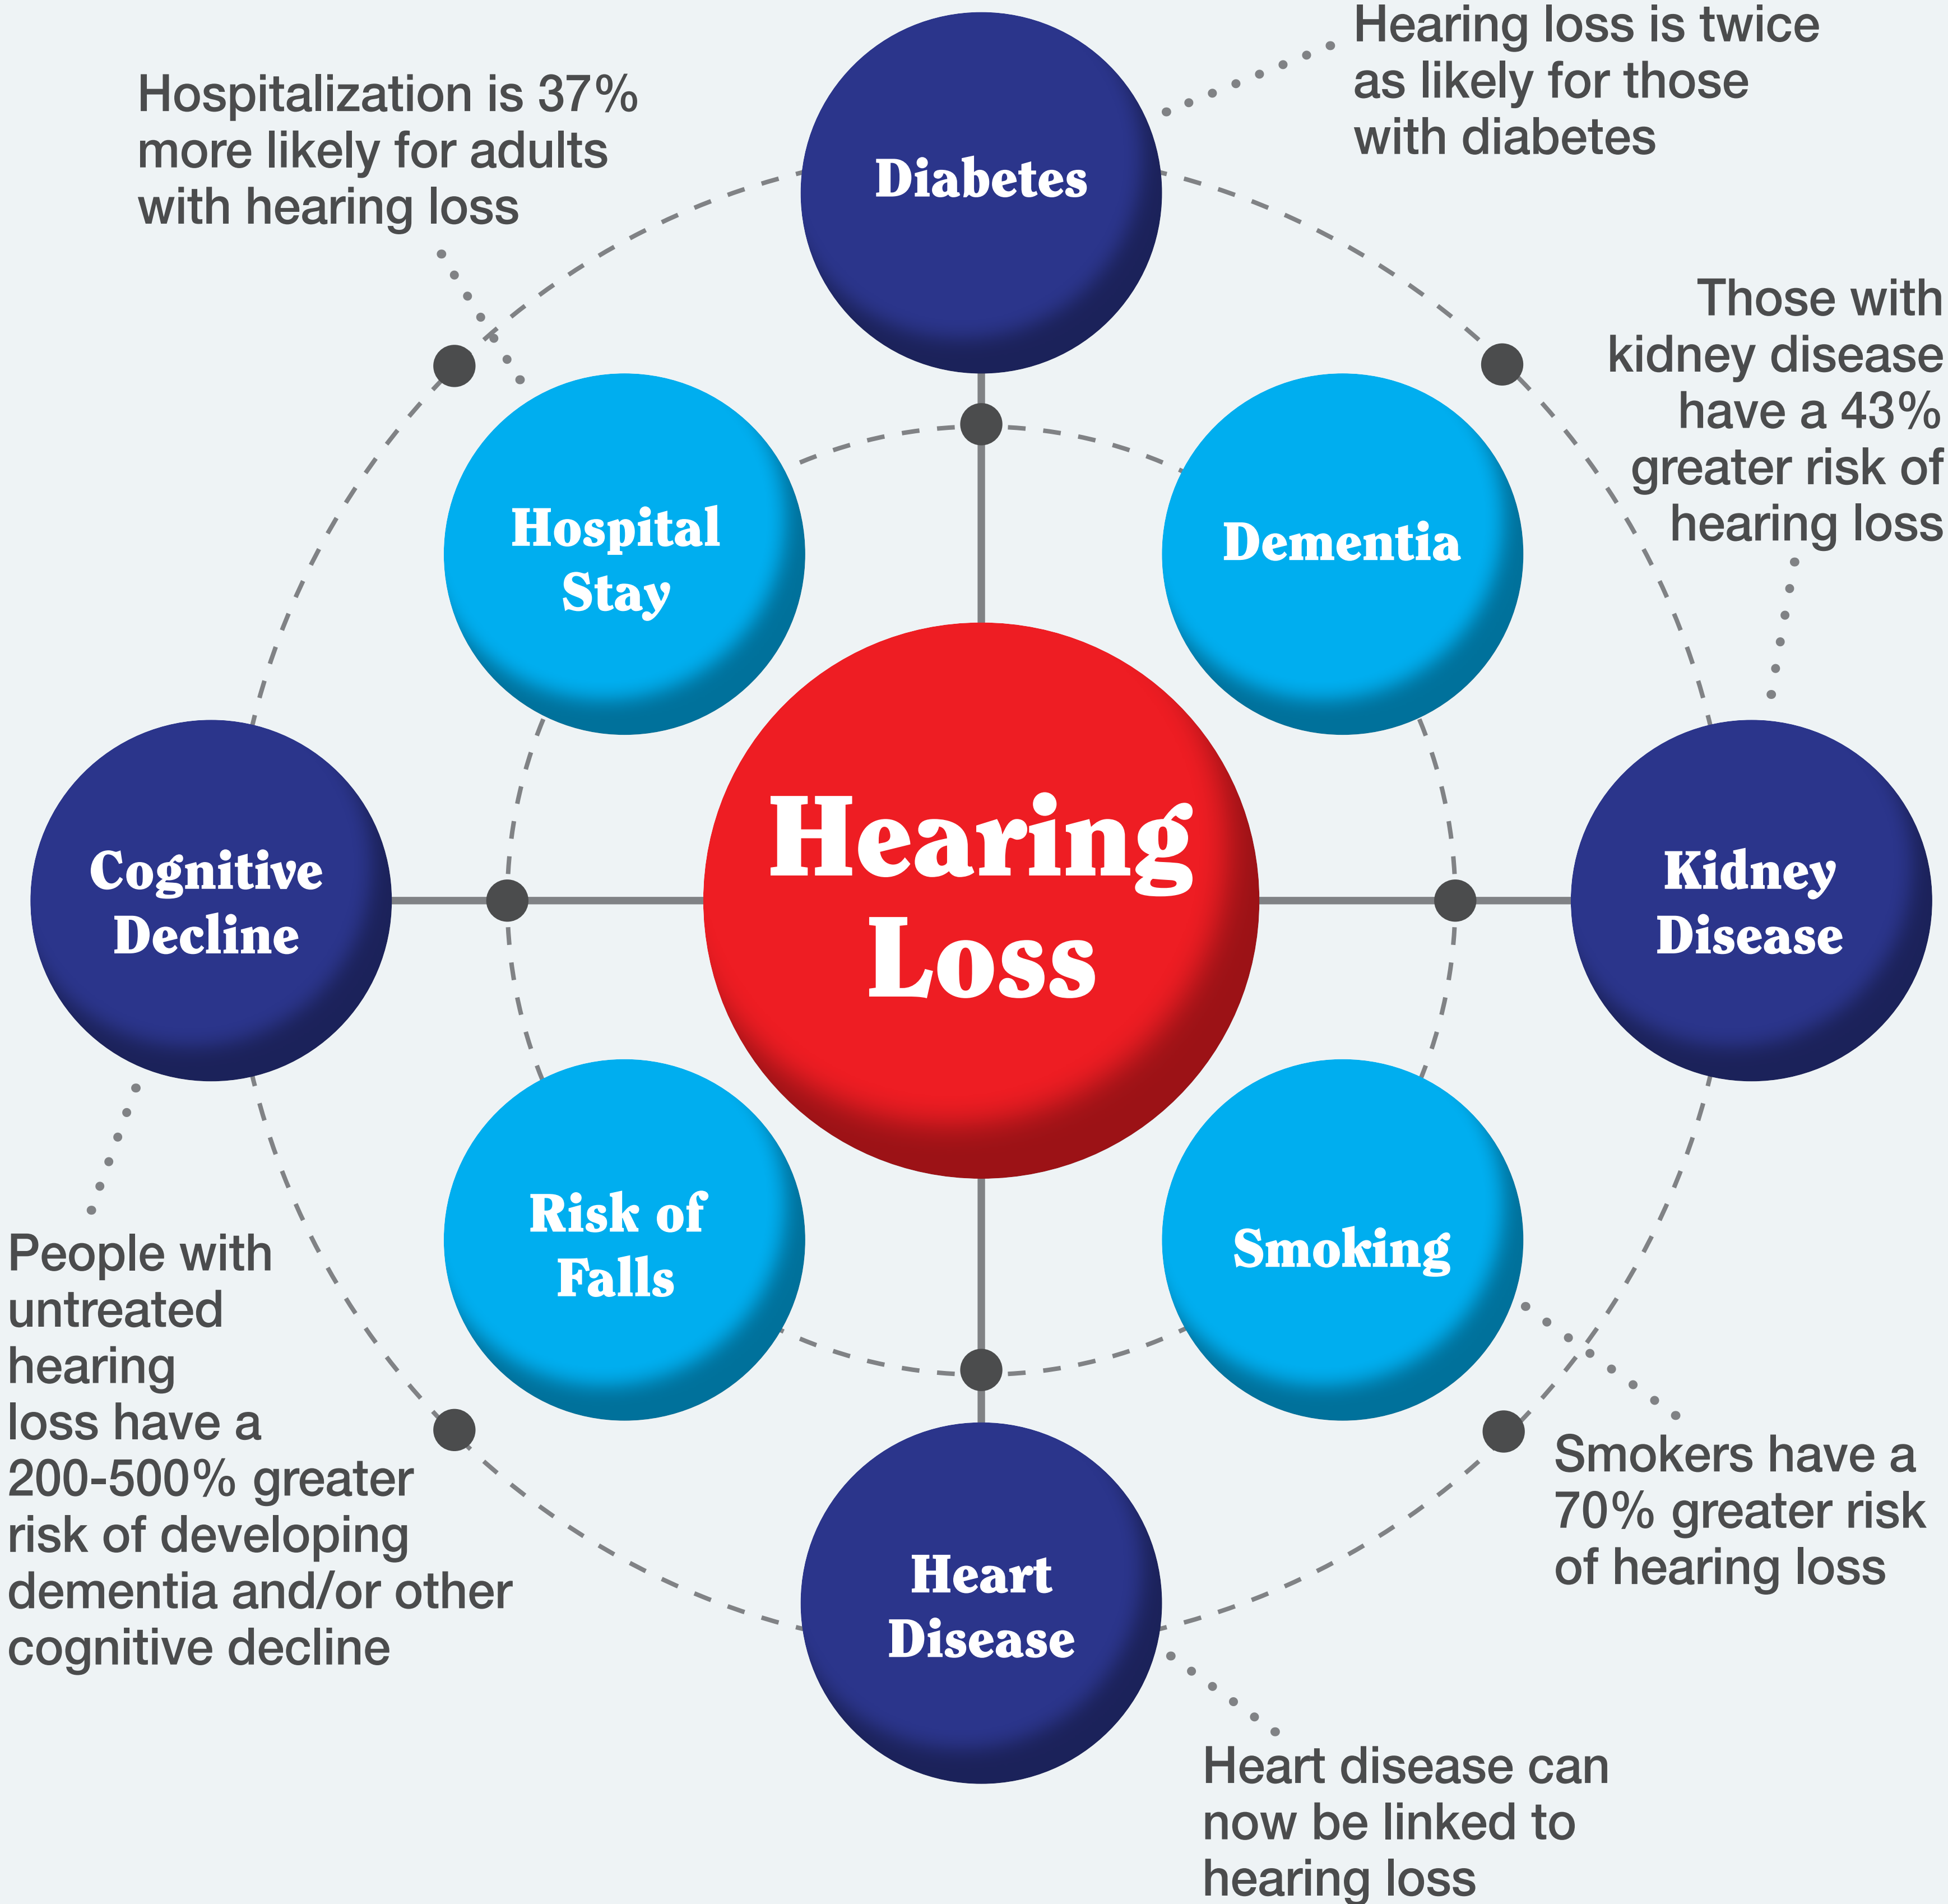 Hearing loss is twice
as likely for those
with diabetes
Hospitalization is 37%
more likely for adults
with hearing loss
Diabetes
Those with
kidney disease
have a 43%
greater risk of
hearing loss
Hospital
Stay
Dementia
Hearing
Loss
Cognitive
Decline
Kidney
Disease
Risk of
Falls
Smoking
People with
untreated
hearing
loss have a
200-500% greater
risk of developing
dementia and/or other
cognitive decline
Smokers have a
70% greater risk
of hearing loss
Heart
Disease
Heart disease can
now be linked to
hearing loss